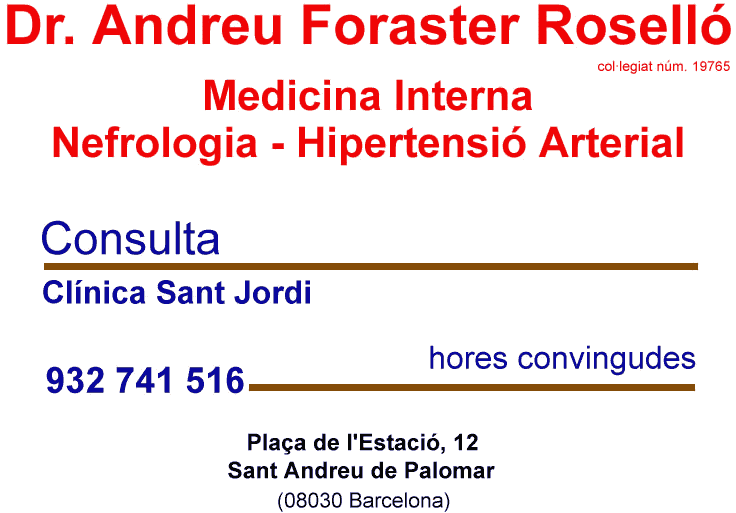 Dr. Andreu Foraster Roselló
col·legiat núm. 19765
Medicina Interna
Nefrologia - Hipertensió Arterial
Consulta
Clínica Sant Jordi
hores convingudes
932 741 516
Plaça de l'Estació, 12
Sant Andreu de Palomar
(08030 Barcelona)